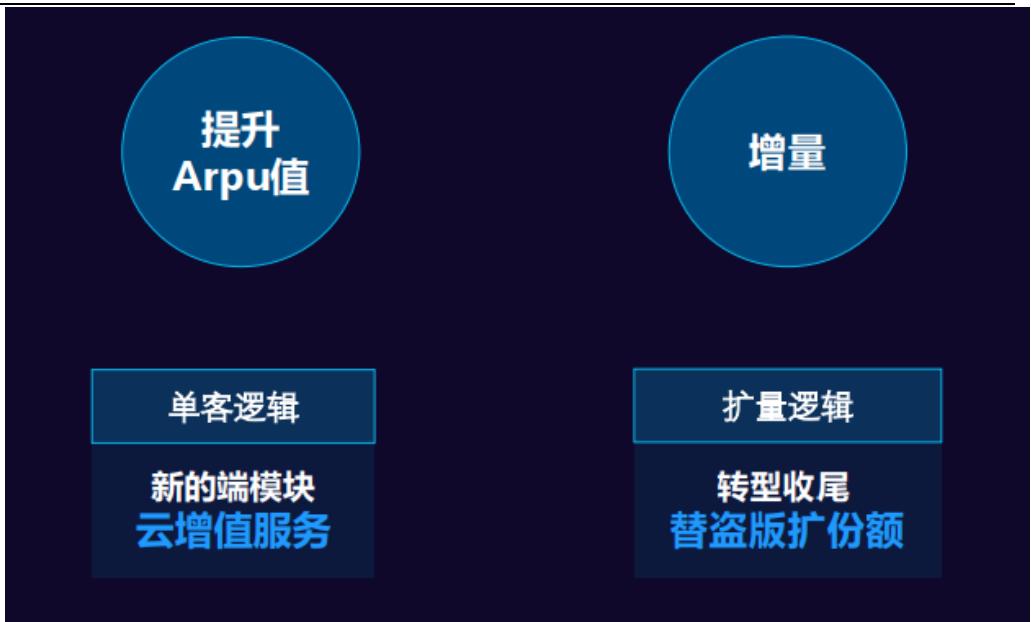 提升
Arpu值
增量
单客逻辑
扩量逻辑
新的端模块
云增值服务
转型收尾
替盗版扩份额